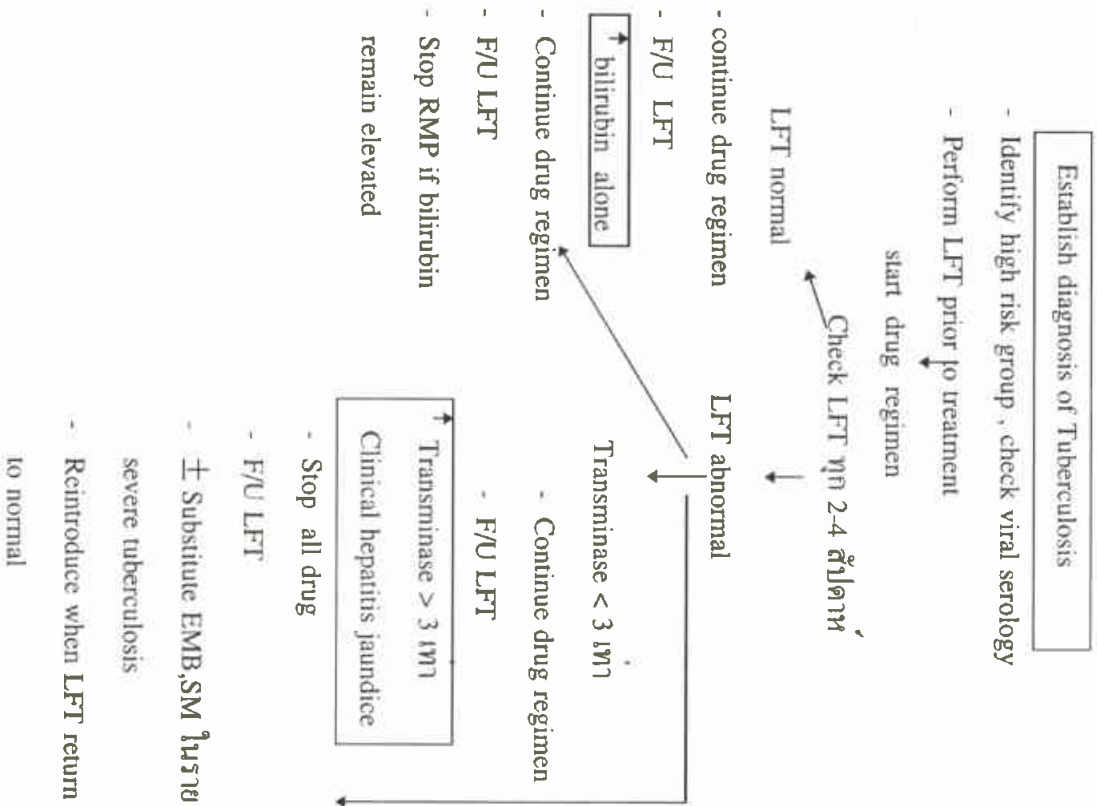 Establish diagnosis of Tuberculosis
- Identify high risk group , check viral serology
- Perform LFT prior to treatment
start drug regimen
Check LFT ทุก 2-4 สัปดาห์
LFT normal
- continue drug regimen
- F/U LFT
LFT abnormal
↑ bilirubin alone
- Continue drug regimen
- F/U LFT
- Stop RMP if bilirubin
remain elevated
Transminase < 3 เท่า
- Continue drug regimen
- F/U LFT
↑ Transminase > 3 เท่า
Clinical hepatitis jaundice
- Stop all drug
- F/U LFT
- ± Substitute EMB,SM ในราย
severe tuberculosis
- Reintroduce when LFT return
to normal